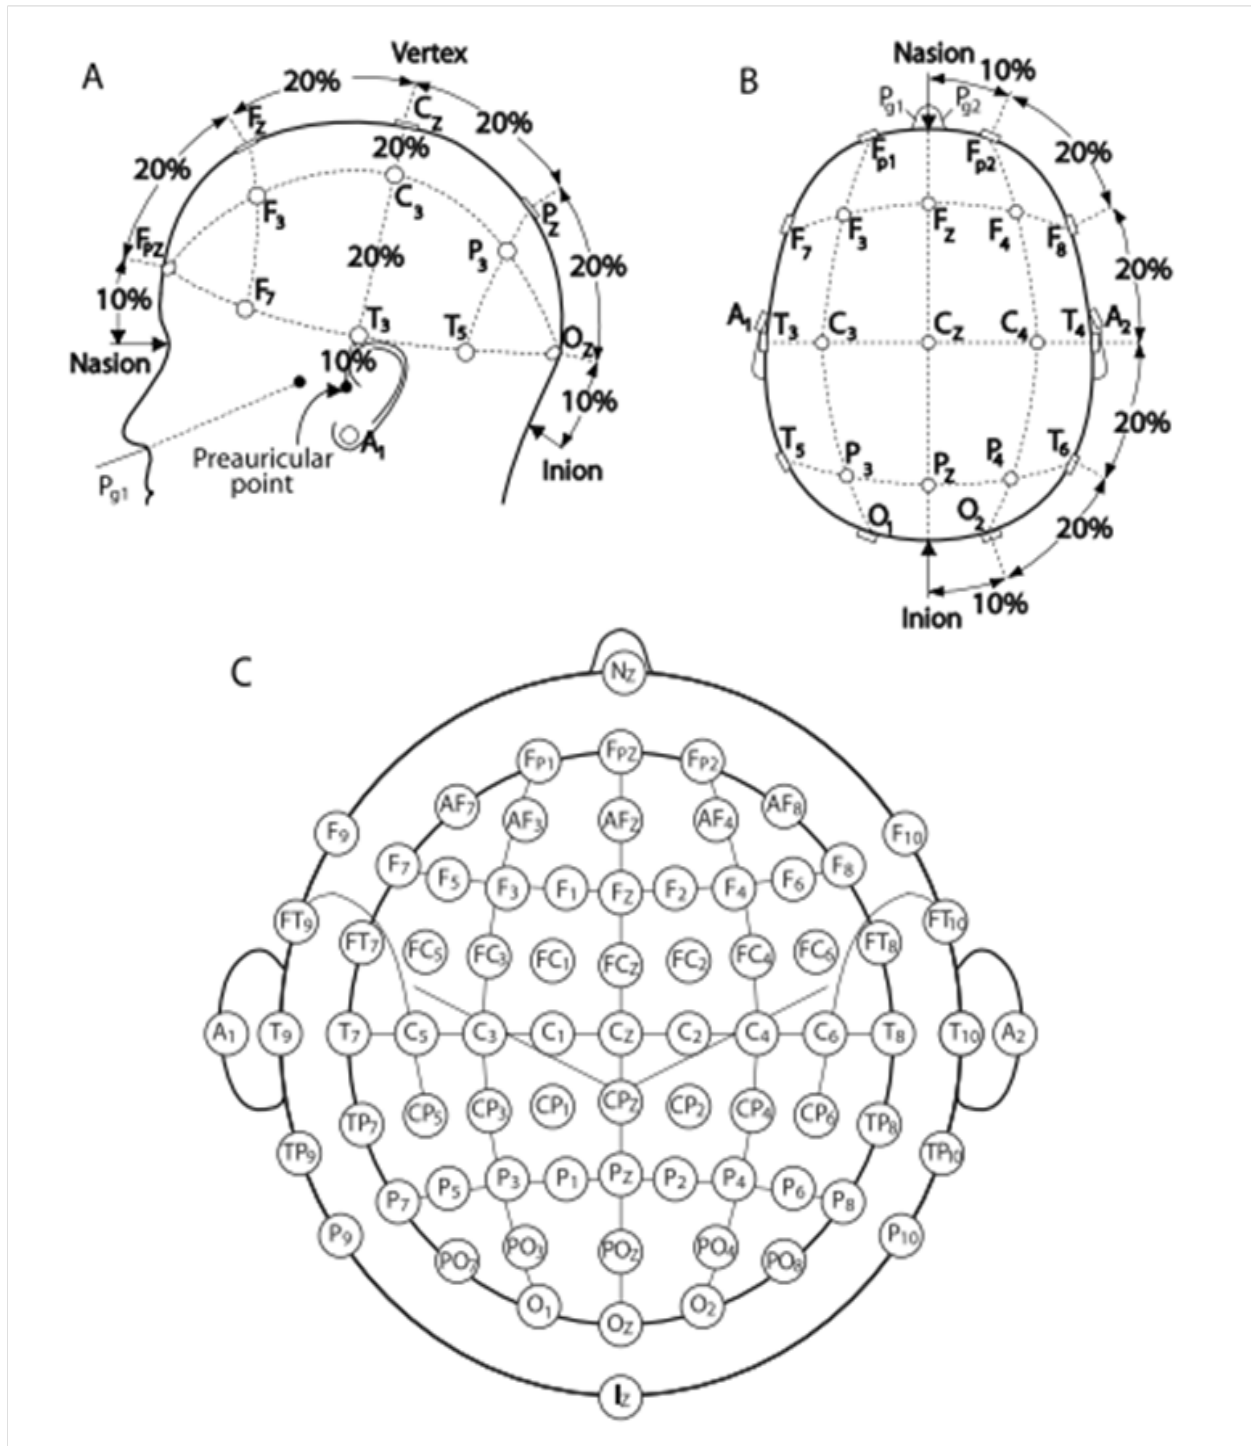 A
Vertex
20%
20%
FZ
CZ
20%
20%
F3
C3
PZ
FPZ
20%
P3
20%
10%
F7
T3
T5
OZ
Nasion
10%
10%
A1
Preauricular
point
Inion
Pg1
B
Nasion
10%
Pg1
Pg2
Fp1
Fp2
20%
F7
F3
FZ
F4
F8
20%
A1
T3
C3
CZ
C4
T4
A2
20%
T5
P3
PZ
P4
T6
O1
O2
20%
10%
Inion
C
NZ
FP1
FPZ
FP2
AF7
AF3
AFZ
AF4
AF8
F9
F10
F7
F5
F3
F1
FZ
F2
F4
F6
F8
FT9
FT7
FC5
FC3
FC1
FCZ
FC2
FC4
FC6
FT8
FT10
A1
T9
T7
C5
C3
C1
CZ
C2
C4
C6
T8
T10
A2
TP9
TP7
CP5
CP3
CP1
CPZ
CP2
CP4
CP6
TP8
TP10
P9
P7
P5
P3
P1
PZ
P2
P4
P6
P8
P10
PO7
PO3
POZ
PO4
PO8
O1
OZ
O2
IZ